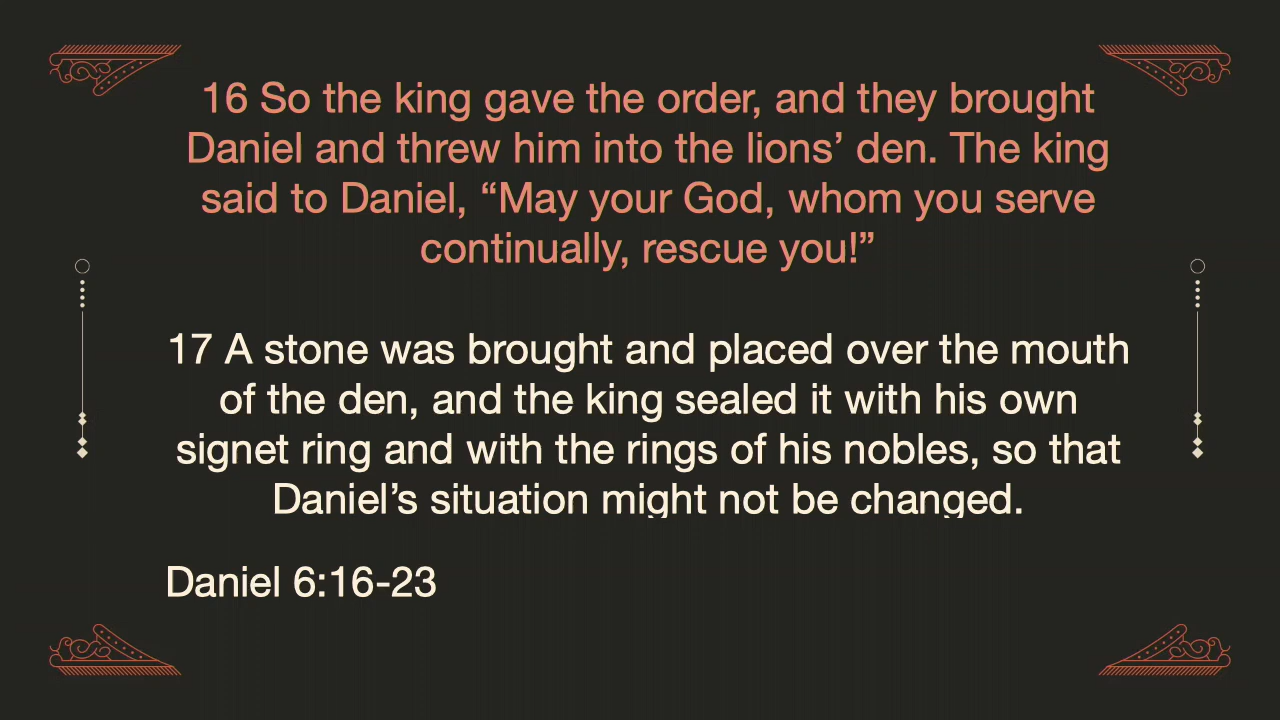 16 So the king gave the order, and they brought
Daniel and threw him into the lions’ den. The king
said to Daniel, “May your God, whom you serve
continually, rescue you!”
17 A stone was brought and placed over the mouth
of the den, and the king sealed it with his own
signet ring and with the rings of his nobles, so that
Daniel’s situation might not be changed.
Daniel 6:16-23